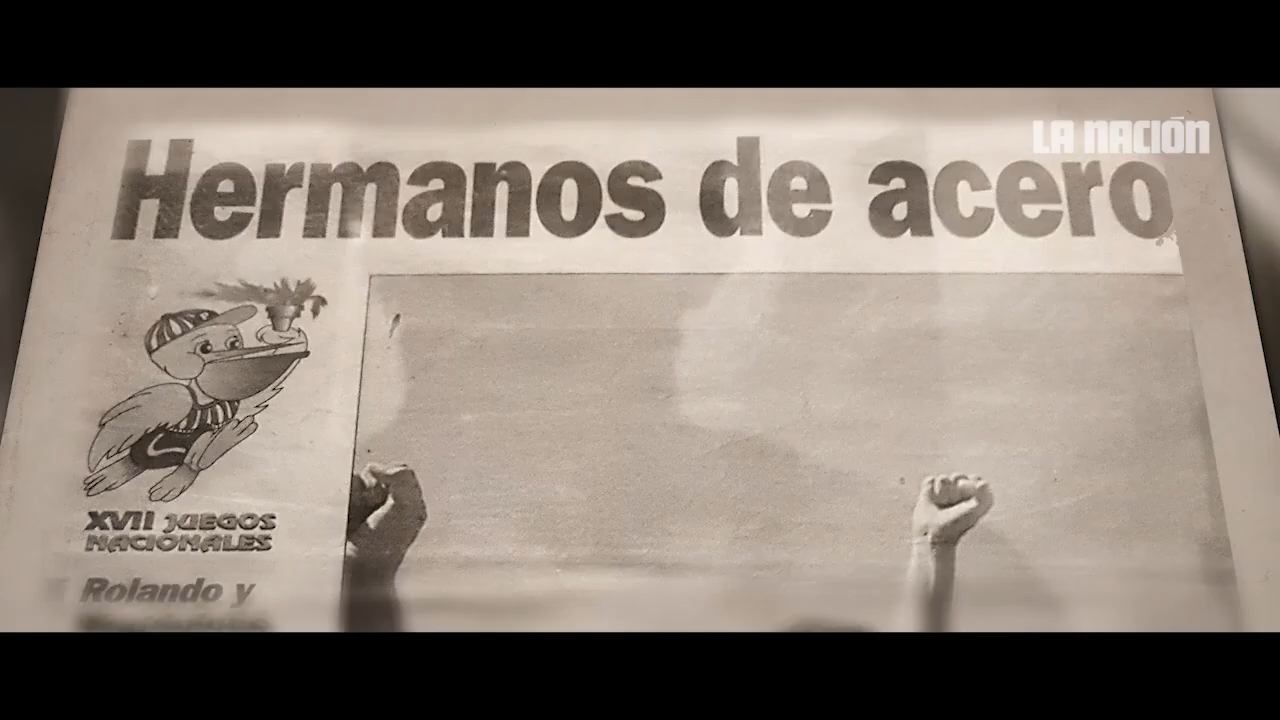 LA NACIÓN
Hermanos de acero
XVII JUEGOS
NACIONALES
Rolando y